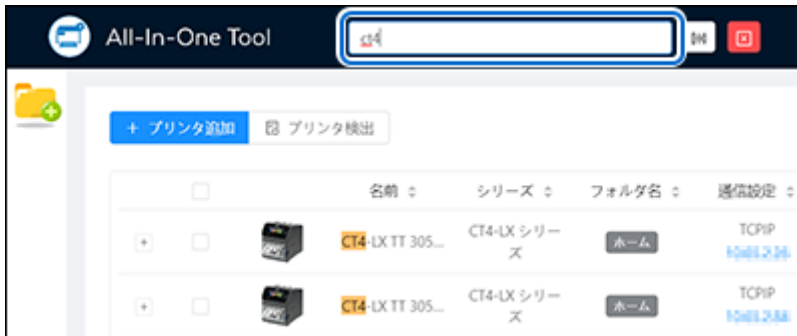 All-In-One Tool
ct4
+ プリンタ追加
プリンタ検出
名前
シリーズ
フォルダ名
通信設定
CT4-LX TT 305...
CT4-LX シリーズ
ホーム
TCPIP
CT4-LX TT 305...
CT4-LX シリーズ
ホーム
TCPIP